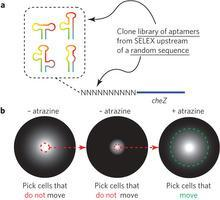 a
Clone library of aptamers
from SELEX upstream
of a random sequence
NNNNNNNNNN
cheZ
b
– atrazine
– atrazine
+ atrazine
Pick cells that
do not move
Pick cells that
do not move
Pick cells that
move